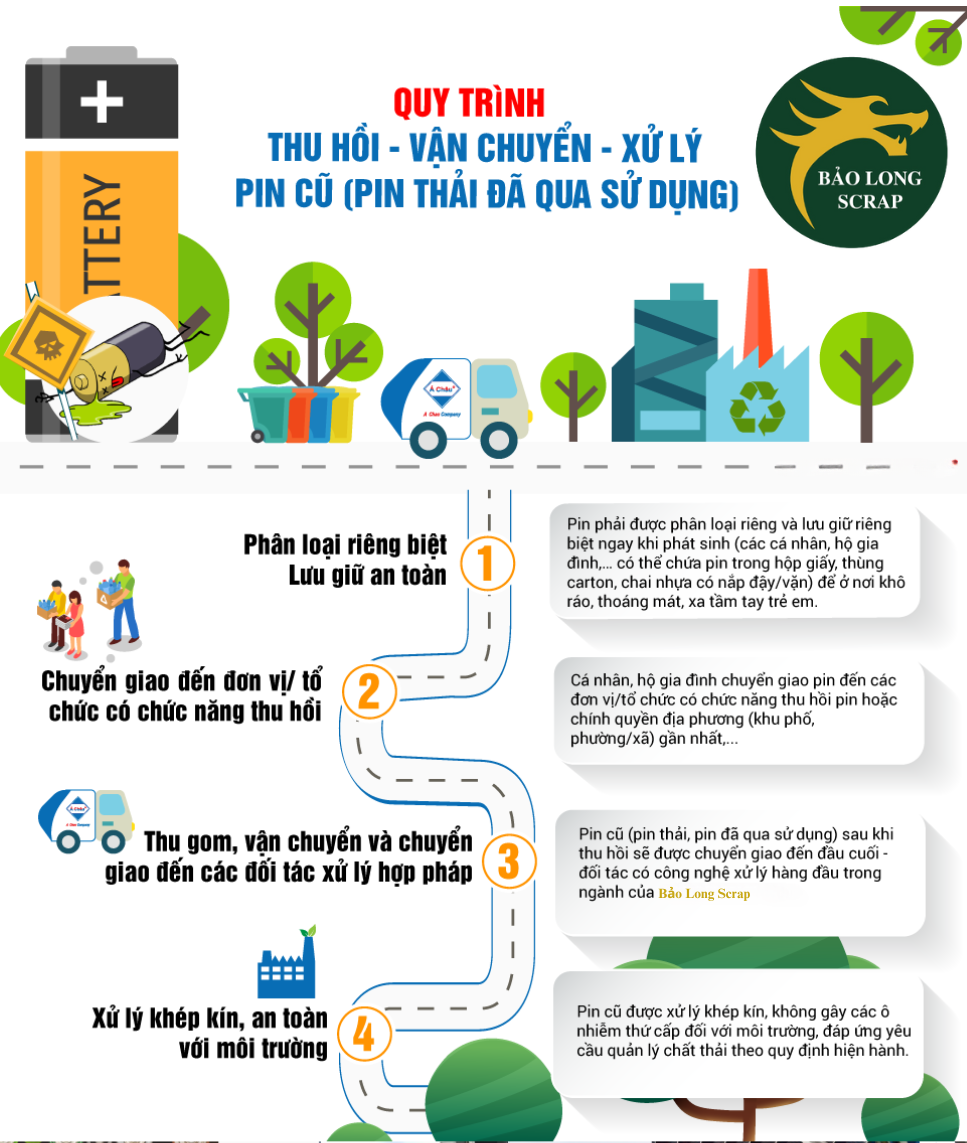 QUY TRÌNH
THU HỒI - VẬN CHUYỂN - XỬ LÝ
PIN CŨ (PIN THẢI ĐÃ QUA SỬ DỤNG)
BẢO LONG
SCRAP
TTERY
Á Châu
Á Chau Company
Phân loại riêng biệt
Lưu giữ an toàn
1
Pin phải được phân loại riêng và lưu giữ riêng
biệt ngay khi phát sinh (các cá nhân, hộ gia
đình,... có thể chứa pin trong hộp giấy, thùng
carton, chai nhựa có nắp đậy/vặn) để ở nơi khô
ráo, thoáng mát, xa tầm tay trẻ em.
Chuyển giao đến đơn vị/ tổ
chức có chức năng thu hồi
2
Cá nhân, hộ gia đình chuyển giao pin đến các
đơn vị/tổ chức có chức năng thu hồi pin hoặc
chính quyền địa phương (khu phố,
phường/xã) gần nhất,...
Á Châu
Á Chau Company
Thu gom, vận chuyển và chuyển
giao đến các đối tác xử lý hợp pháp
3
Pin cũ (pin thải, pin đã qua sử dụng) sau khi
thu hồi sẽ được chuyển giao đến đầu cuối -
đối tác có công nghệ xử lý hàng đầu trong
ngành của Bảo Long Scrap
Xử lý khép kín, an toàn
với môi trường
4
Pin cũ được xử lý khép kín, không gây các ô
nhiễm thứ cấp đối với môi trường, đáp ứng yêu
cầu quản lý chất thải theo quy định hiện hành.